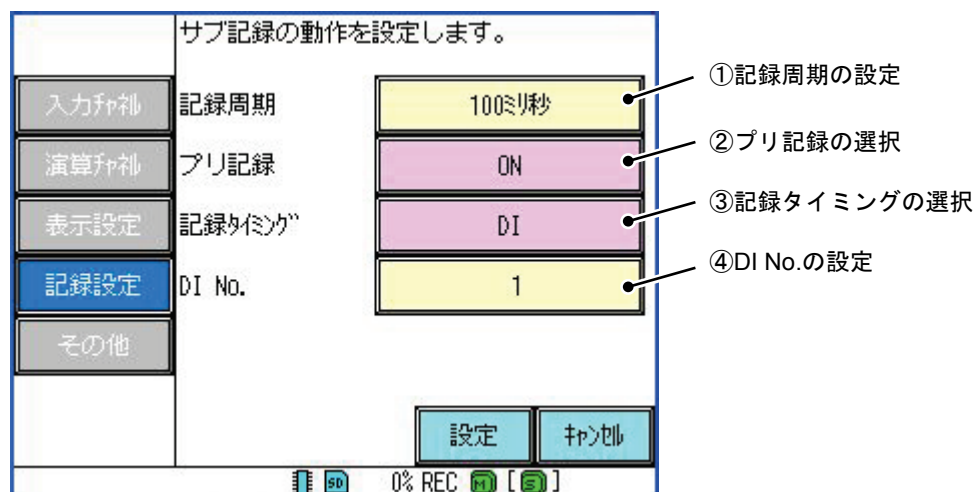 サブ記録の動作を設定します。
入力ﾁｬﾈﾙ
記録周期
100ﾐﾘ秒
①記録周期の設定
演算ﾁｬﾈﾙ
プリ記録
ON
②プリ記録の選択
表示設定
記録ﾀｲﾐﾝｸﾞ
DI
③記録タイミングの選択
記録設定
DI No.
1
④DI No.の設定
その他
設定
ｷｬﾝｾﾙ
SD 0% REC M [S]